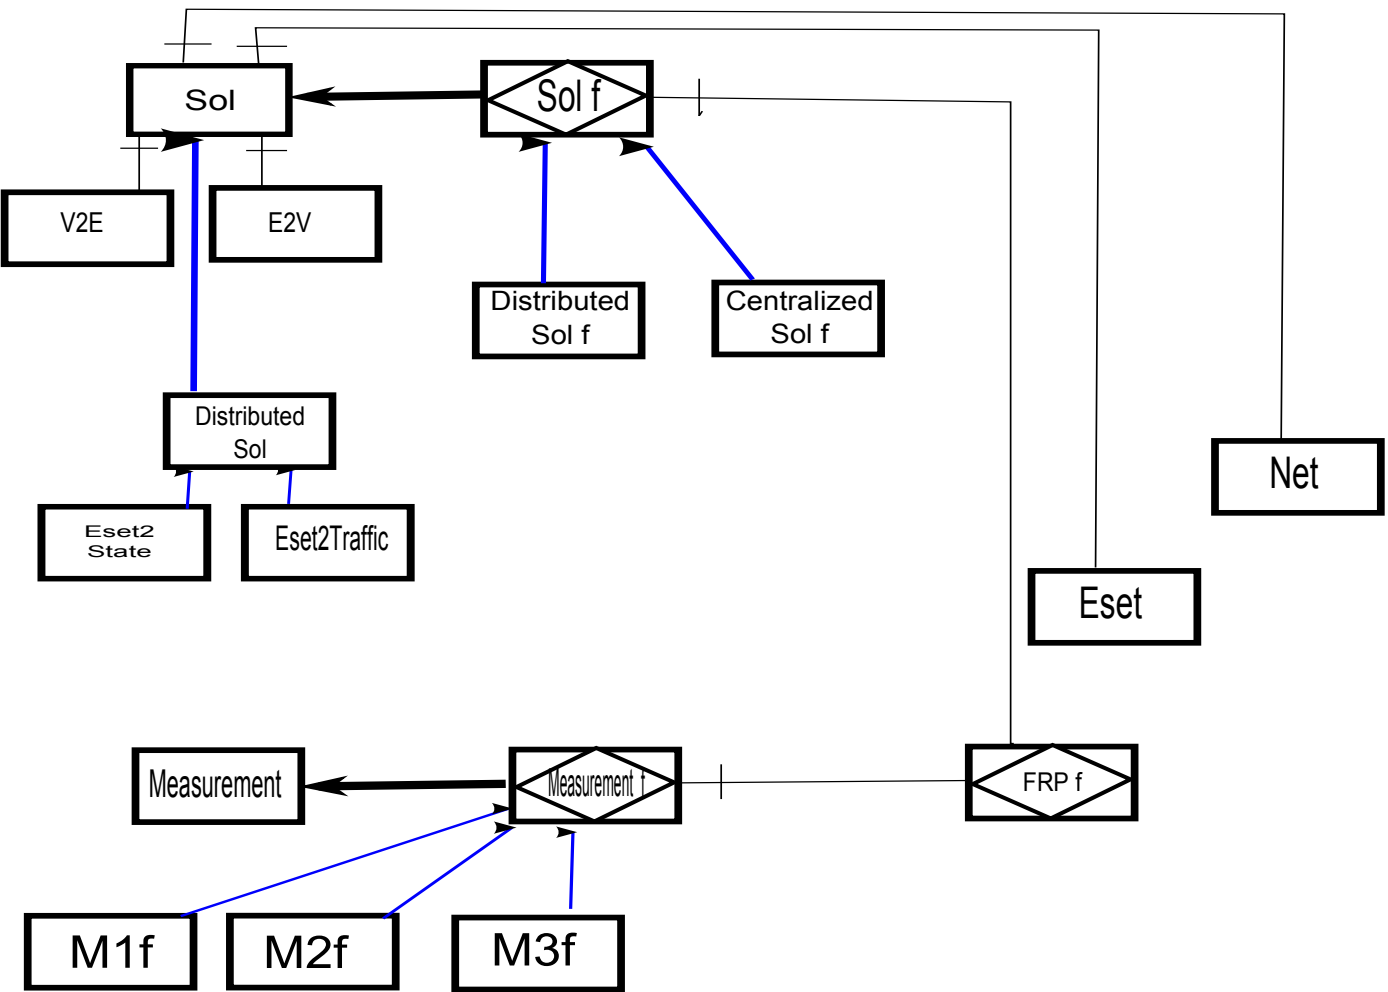 Sol
Sol f
V2E
E2V
Distributed
Sol f
Centralized
Sol f
Distributed
Sol
Net
Eset2
State
Eset2Traffic
Eset
Measurement
Measurement f
FRP f
M1f
M2f
M3f